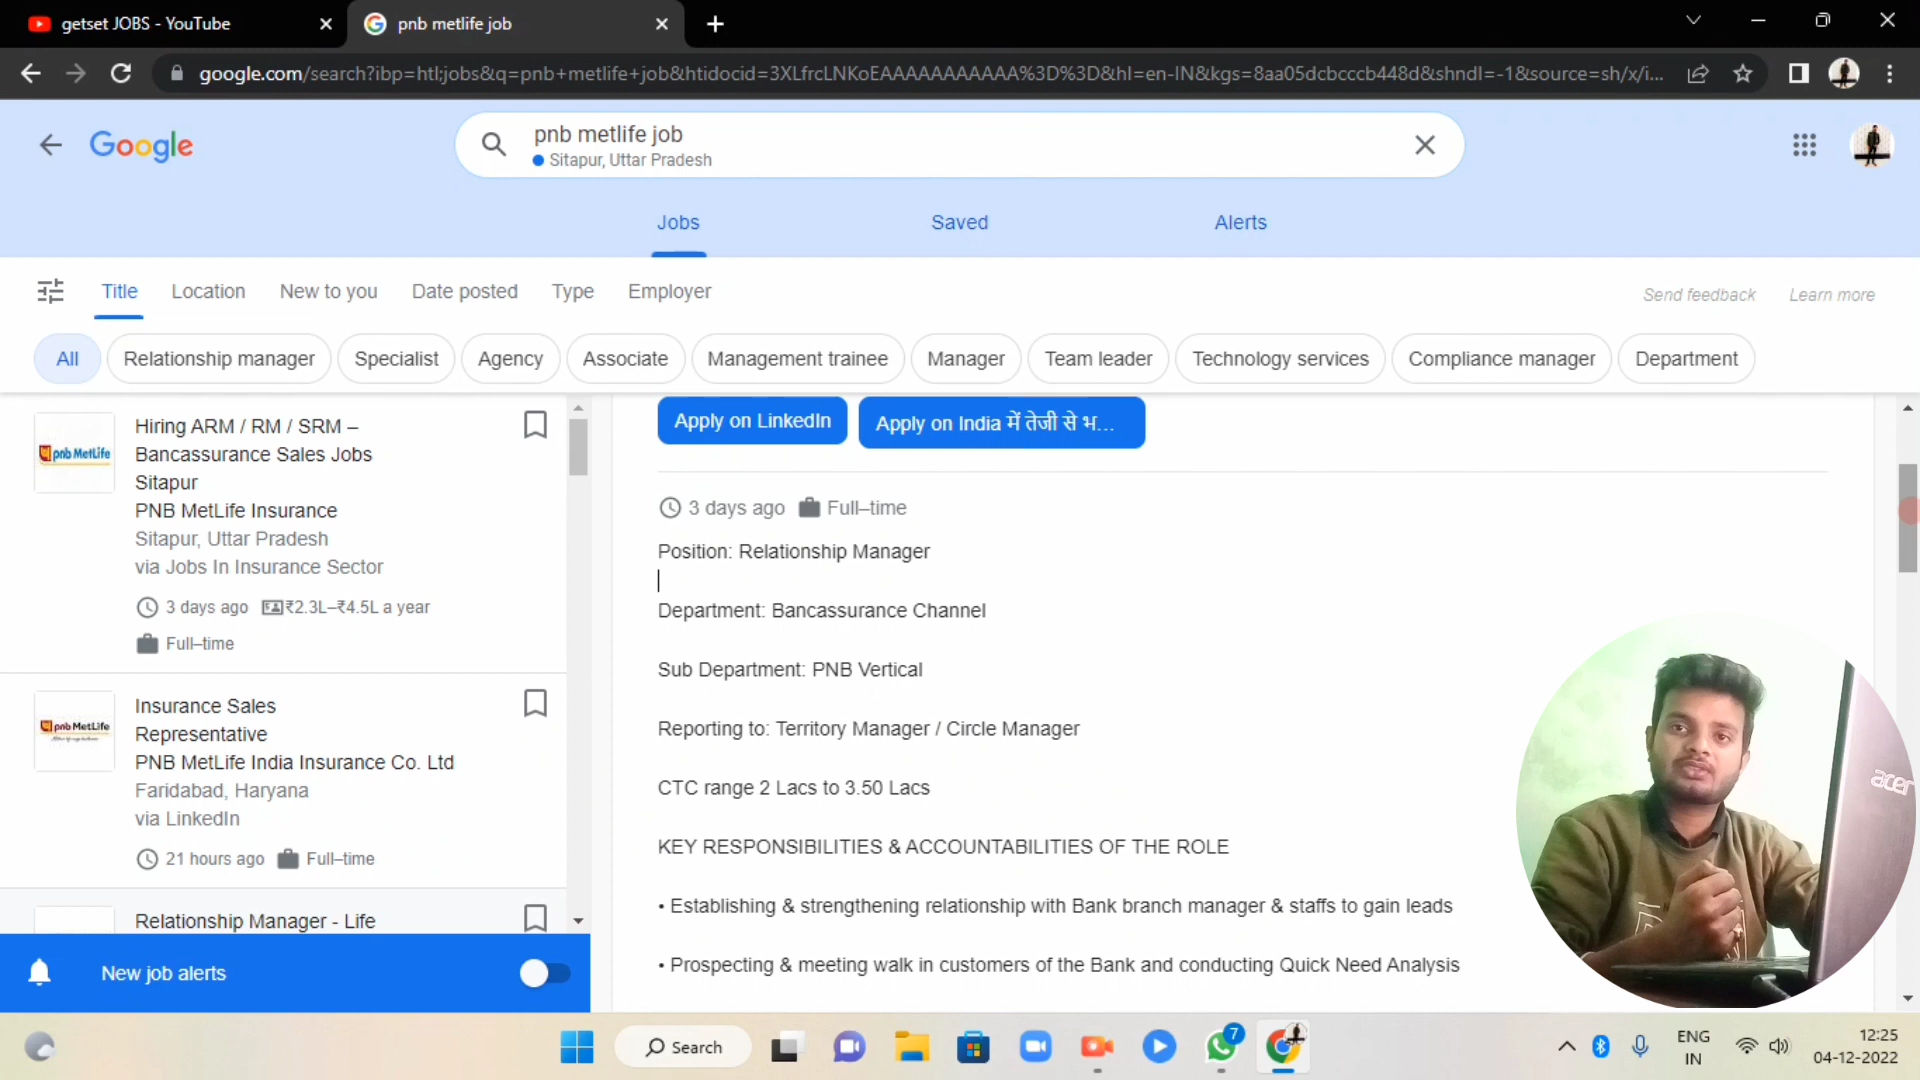 getset JOBS - YouTube
pnb metlife job
google.com/search?ibp=htl;jobs&q=pnb+metlife+job&htidocid=3XLfrcLNKoEAAAAAAAAAAA%3D%3D&hl=en-IN&kgs=8aa05dcbcccb448d&shndl=-1&source=sh/x/i...
Google
pnb metlife job
Sitapur, Uttar Pradesh
Jobs
Saved
Alerts
Title
Location
New to you
Date posted
Type
Employer
Send feedback
Learn more
All
Relationship manager
Specialist
Agency
Associate
Management trainee
Manager
Team leader
Technology services
Compliance manager
Department
pnb MetLife
Hiring ARM / RM / SRM –
Bancassurance Sales Jobs
Sitapur
PNB MetLife Insurance
Sitapur, Uttar Pradesh
via Jobs In Insurance Sector
3 days ago
₹2.3L–₹4.5L a year
Full–time
pnb MetLife
Insurance Sales
Representative
PNB MetLife India Insurance Co. Ltd
Faridabad, Haryana
via LinkedIn
21 hours ago
Full–time
Relationship Manager - Life
New job alerts
Apply on LinkedIn
Apply on India में तेजी से भ...
3 days ago
Full–time
Position: Relationship Manager
Department: Bancassurance Channel
Sub Department: PNB Vertical
Reporting to: Territory Manager / Circle Manager
CTC range 2 Lacs to 3.50 Lacs
KEY RESPONSIBILITIES & ACCOUNTABILITIES OF THE ROLE
• Establishing & strengthening relationship with Bank branch manager & staffs to gain leads
• Prospecting & meeting walk in customers of the Bank and conducting Quick Need Analysis
acer
Search
7
ENG
IN
12:25
04-12-2022